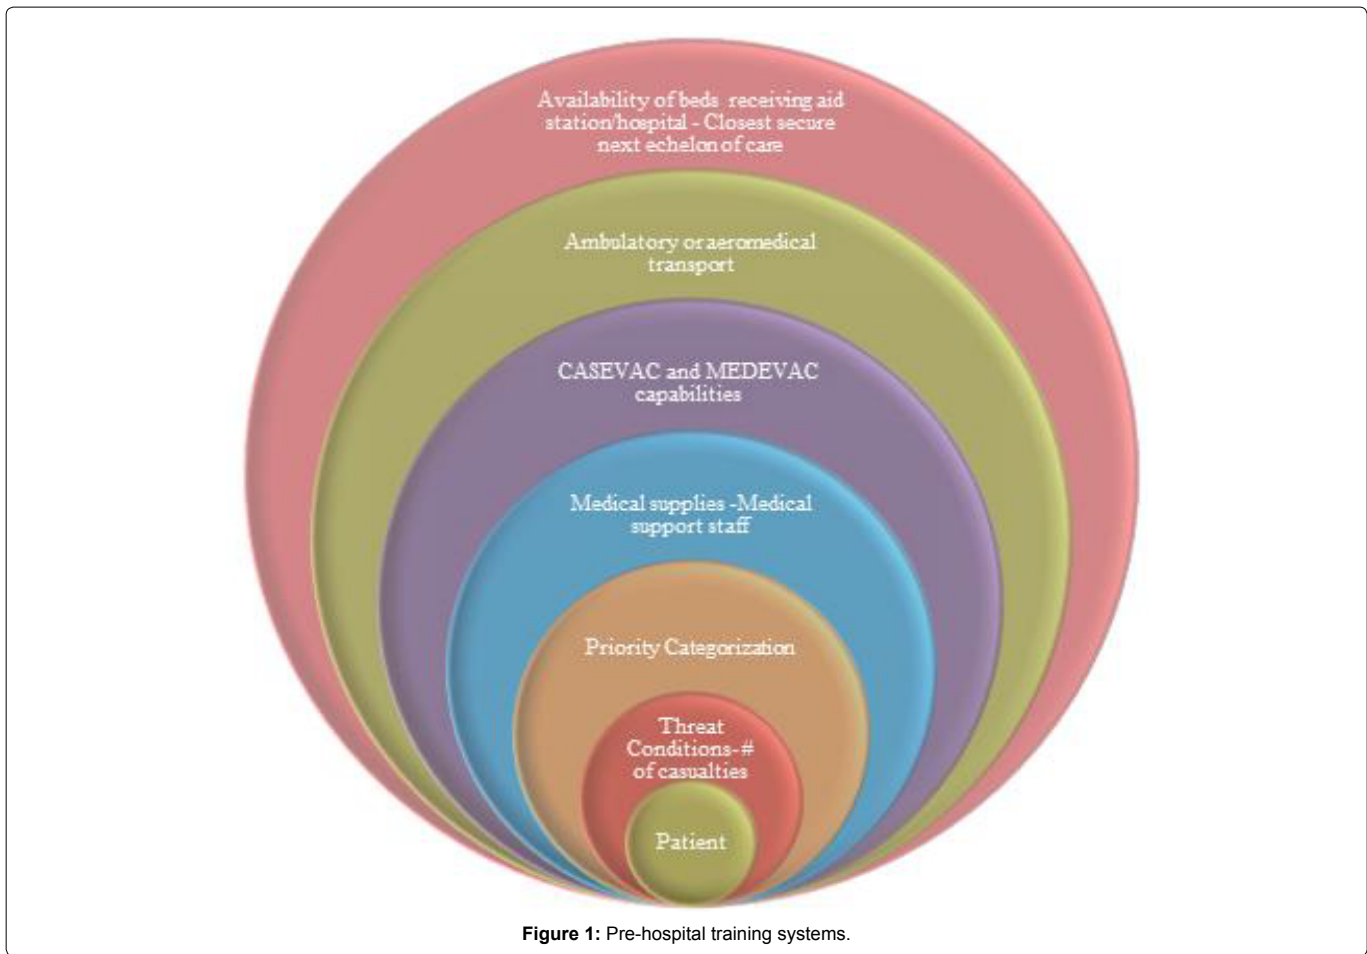 Availability of beds receiving aid
station/hospital - Closest secure
next echelon of care
Ambulatory or aeromedical
transport
CASEVAC and MEDEVAC
capabilities
Medical supplies -Medical
support staff
Priority Categorization
Threat
Conditions-#
of casualties
Patient
Figure 1: Pre-hospital training systems.